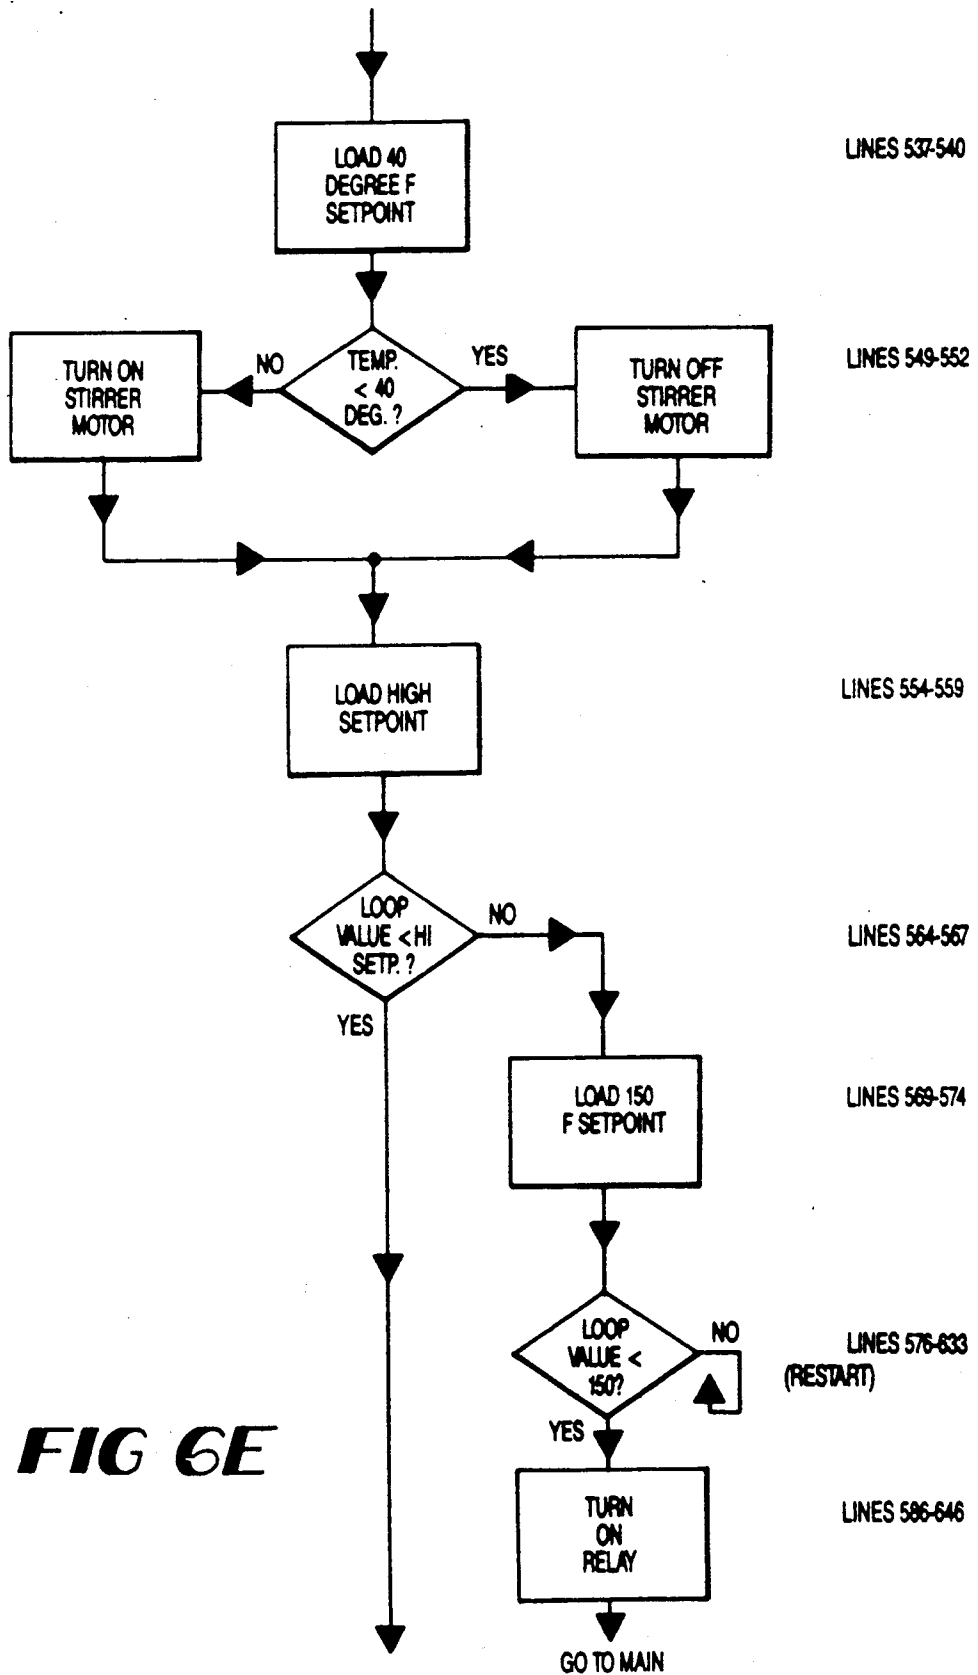 LOAD 40
DEGREE F
SETPOINT
LINES 537-540
TURN ON
STIRRER
MOTOR
NO
TEMP.
< 40
DEG. ?
YES
TURN OFF
STIRRER
MOTOR
LINES 549-552
LOAD HIGH
SETPOINT
LINES 554-559
LOOP
VALUE < HI
SETP. ?
NO
YES
LINES 564-567
LOAD 150
F SETPOINT
LINES 569-574
LOOP
VALUE <
150?
NO
YES
LINES 576-633
(RESTART)
TURN
ON
RELAY
LINES 586-646
GO TO MAIN
FIG 6E